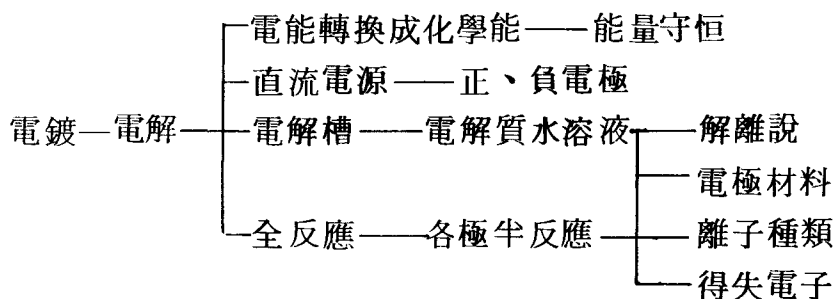 電能轉換成化學能——能量守恒
直流電源——正、負電極
電鍍—電解—電解槽——電解質水溶液—解離說
電極材料
全反應——各極半反應—離子種類
得失電子